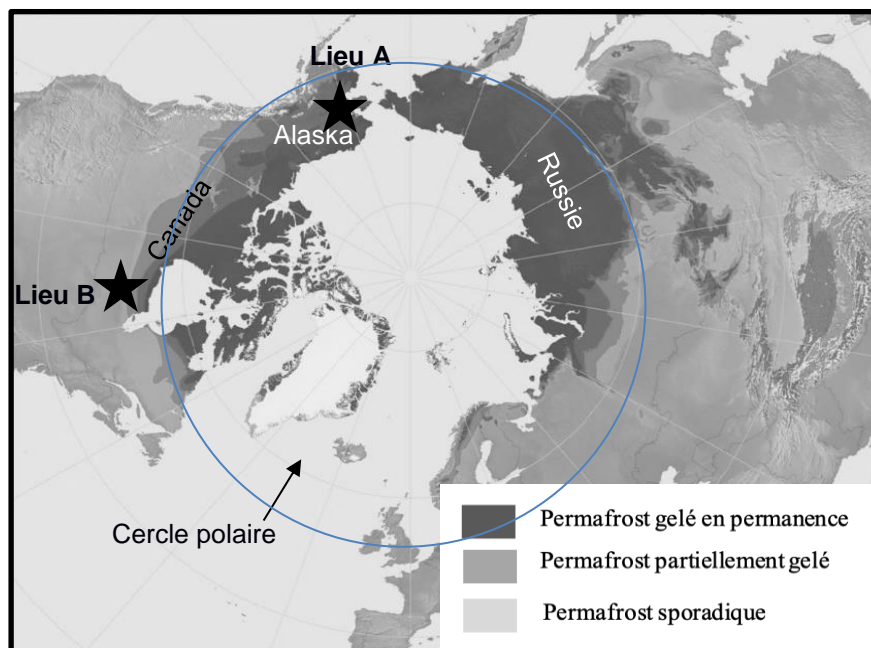 Lieu A
Alaska
Canada
Russie
Lieu B
Cercle polaire
Permafrost gelé en permanence
Permafrost partiellement gelé
Permafrost sporadique